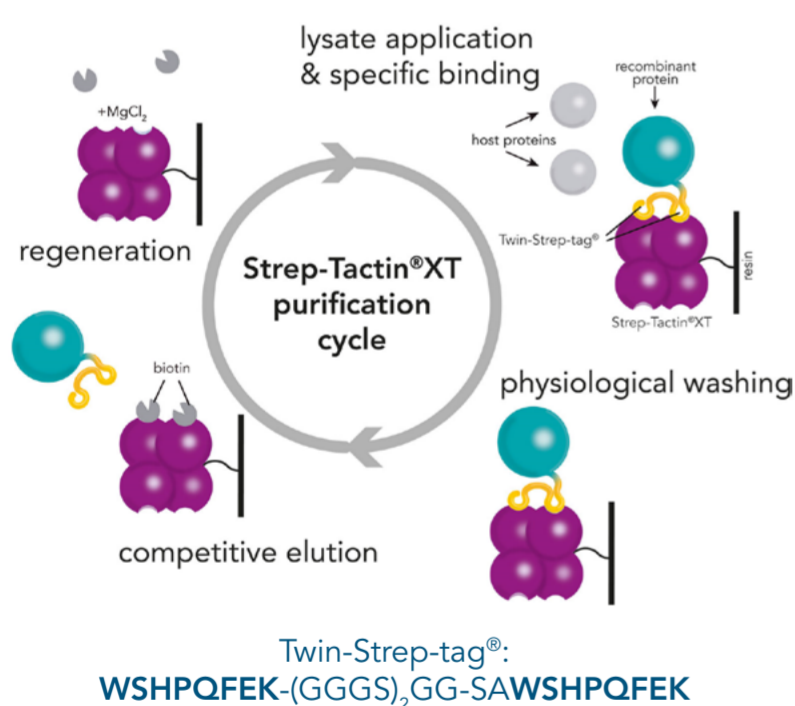 lysate application
& specific binding
recombinant
protein
host proteins
Twin-Strep-tag®
resin
Strep-Tactin®XT
+MgCl₂
regeneration
Strep-Tactin®XT
purification
cycle
physiological washing
biotin
competitive elution
Twin-Strep-tag®:
WSHPQFEK-(GGGS)₂GG-SAWSHPQFEK